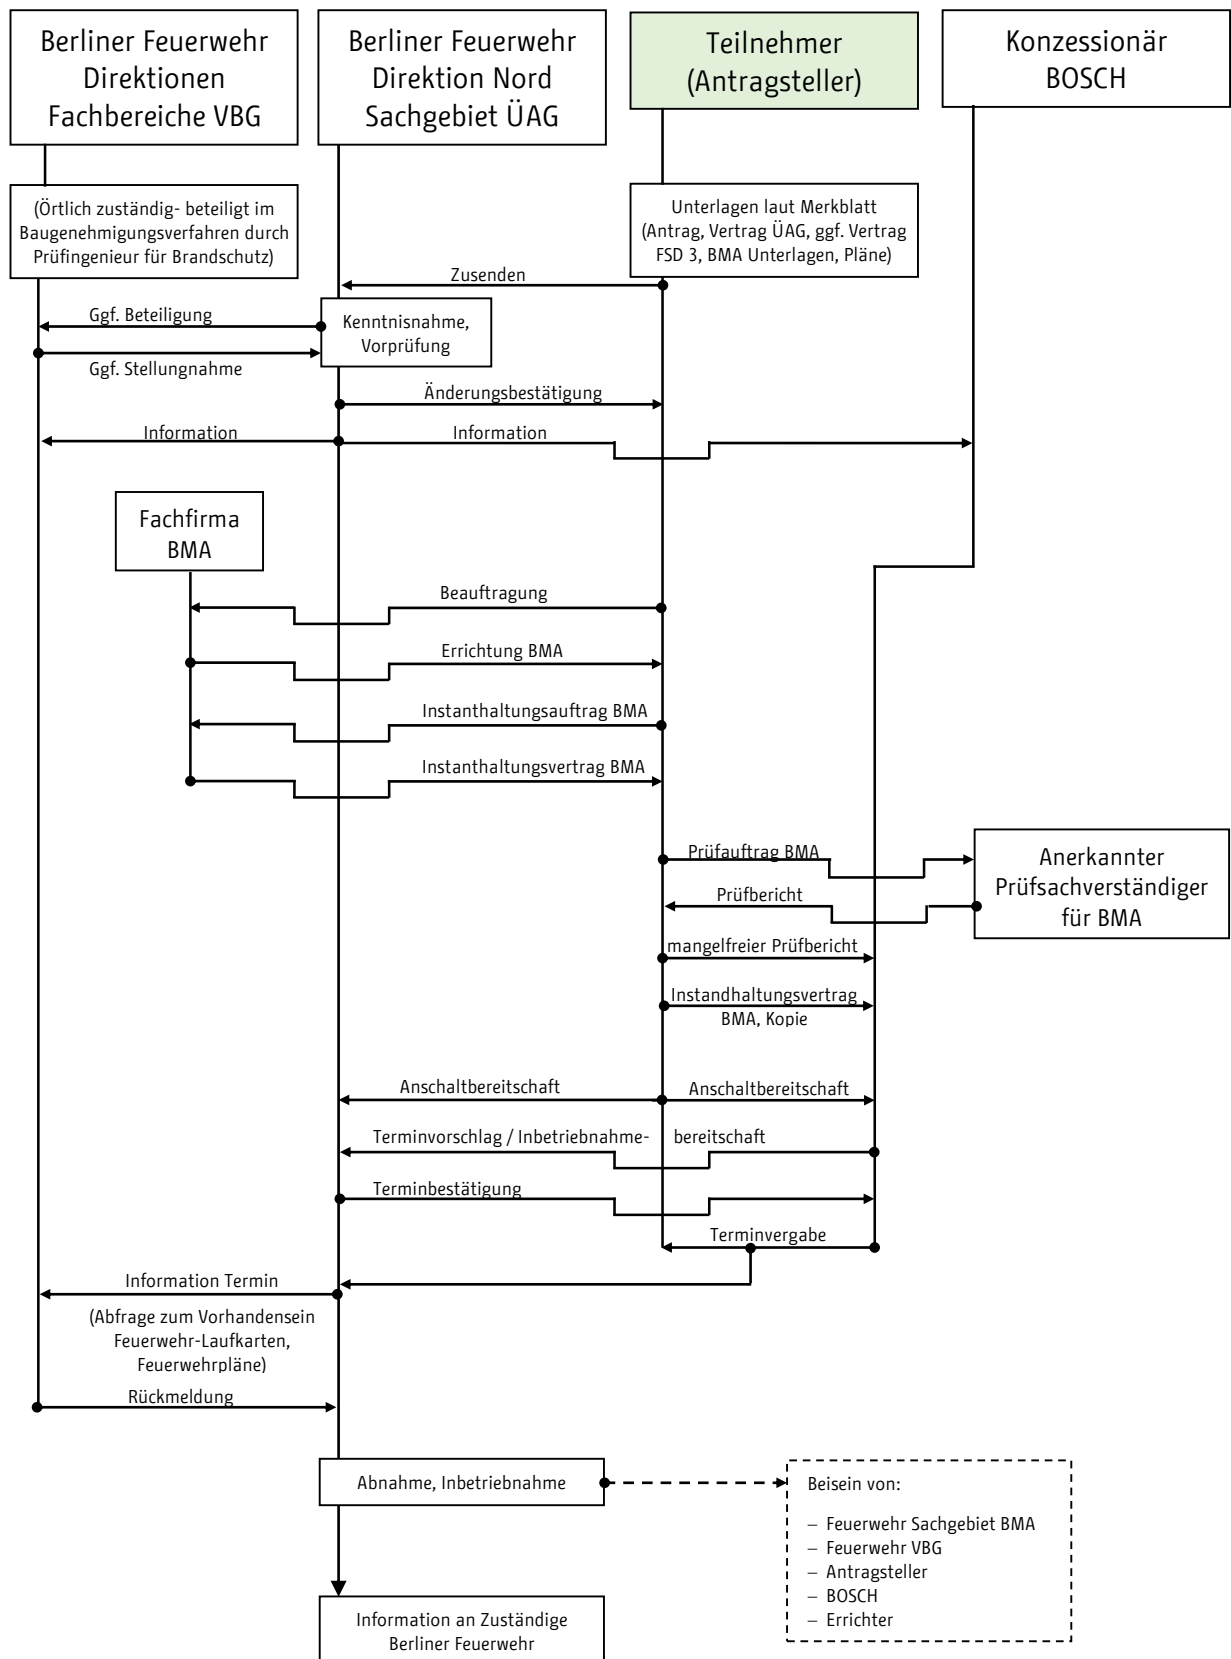 Berliner Feuerwehr
Direktionen
Fachbereiche VBG
Berliner Feuerwehr
Direktion Nord
Sachgebiet ÜAG
Teilnehmer
(Antragsteller)
Konzessionär
BOSCH
(Örtlich zuständig- beteiligt im
Baugenehmigungsverfahren durch
Prüfingenieur für Brandschutz)
Unterlagen laut Merkblatt
(Antrag, Vertrag ÜAG, ggf. Vertrag
FSD 3, BMA Unterlagen, Pläne)
Zusenden
Ggf. Beteiligung
Kenntnisnahme,
Vorprüfung
Ggf. Stellungnahme
Änderungsbestätigung
Information
Information
Fachfirma
BMA
Beauftragung
Errichtung BMA
Instanthaltungsauftrag BMA
Instanthaltungsvertrag BMA
Prüfauftrag BMA
Anerkannter
Prüfsachverständiger
für BMA
Prüfbericht
mangelfreier Prüfbericht
Instandhaltungsvertrag
BMA, Kopie
Anschaltbereitschaft
Anschaltbereitschaft
Terminvorschlag / Inbetriebnahme- bereitschaft
Terminbestätigung
Terminvergabe
Information Termin
(Abfrage zum Vorhandensein
Feuerwehr-Laufkarten,
Feuerwehrpläne)
Rückmeldung
Abnahme, Inbetriebnahme
Beisein von:
– Feuerwehr Sachgebiet BMA
– Feuerwehr VBG
– Antragsteller
– BOSCH
– Errichter
Information an Zuständige
Berliner Feuerwehr